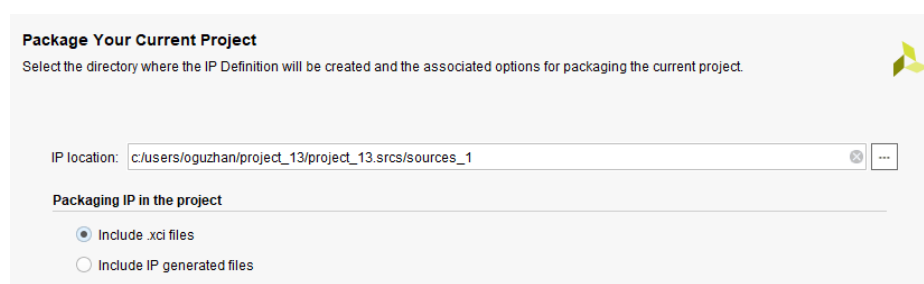 Package Your Current Project
Select the directory where the IP Definition will be created and the associated options for packaging the current project.
IP location: c:/users/oguzhan/project_13/project_13.srcs/sources_1
...
Packaging IP in the project
Include .xci files
Include IP generated files